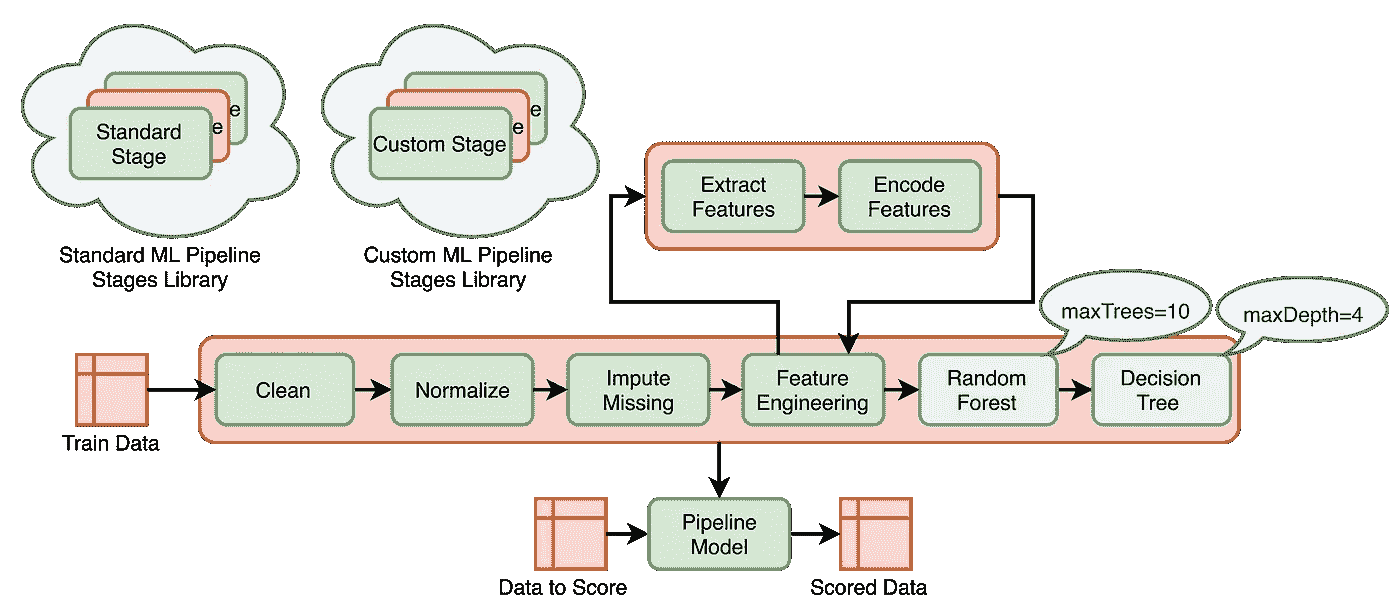 e
e
Standard
Stage
e
e
Custom Stage
Standard ML Pipeline
Stages Library
Custom ML Pipeline
Stages Library
Extract
Features
Encode
Features
maxTrees=10
maxDepth=4
Train Data
Clean
Normalize
Impute
Missing
Feature
Engineering
Random
Forest
Decision
Tree
Data to Score
Pipeline
Model
Scored Data